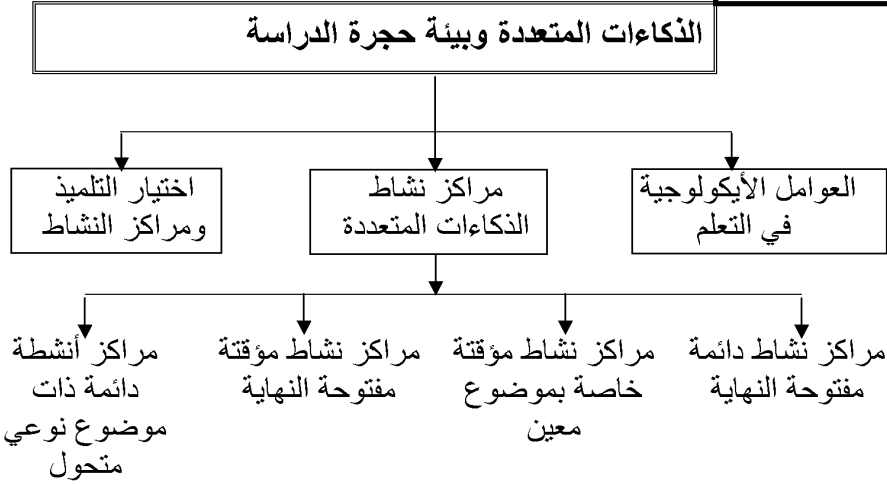 الذكاءات المتعددة وبيئة حجرة الدراسة
العوامل الأيكولوجية
في التعلم
مراكز نشاط
الذكاءات المتعددة
اختيار التلميذ
ومراكز النشاط
مراكز نشاط دائمة
مفتوحة النهاية
مراكز نشاط مؤقتة
خاصة بموضوع
معين
مراكز نشاط مؤقتة
مفتوحة النهاية
مراكز أنشطة
دائمة ذات
موضوع نوعي
متحول